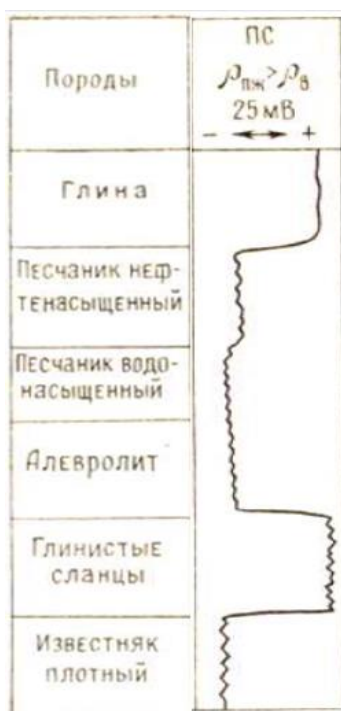 Породы
ПС
ρпж>ρв
25 мВ
- ↔ +
Глина
Песчаник неф-
тенасыщенный
Песчаник водо-
насыщенный
Алевролит
Глинистые
сланцы
Известняк
плотный